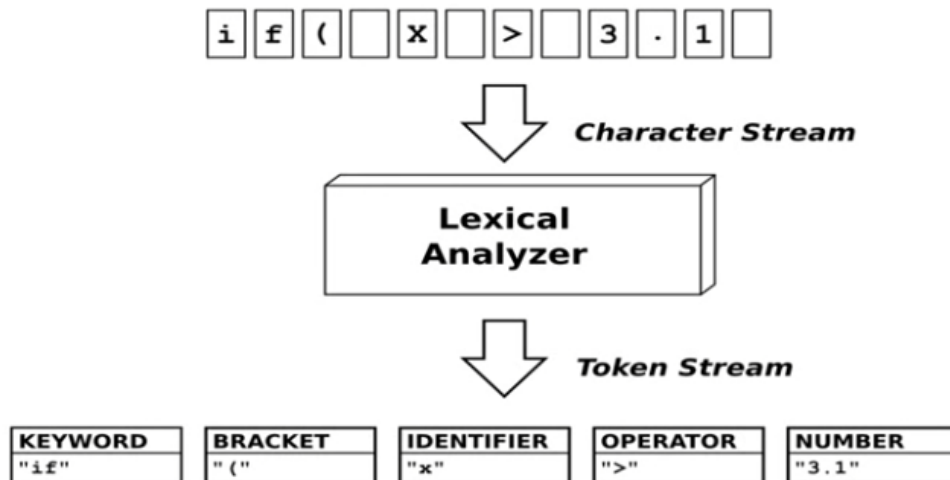 i f ( X > 3 . 1
Character Stream
Lexical
Analyzer
Token Stream
KEYWORD BRACKET IDENTIFIER OPERATOR NUMBER
"if" "(" "x" ">" "3.1"